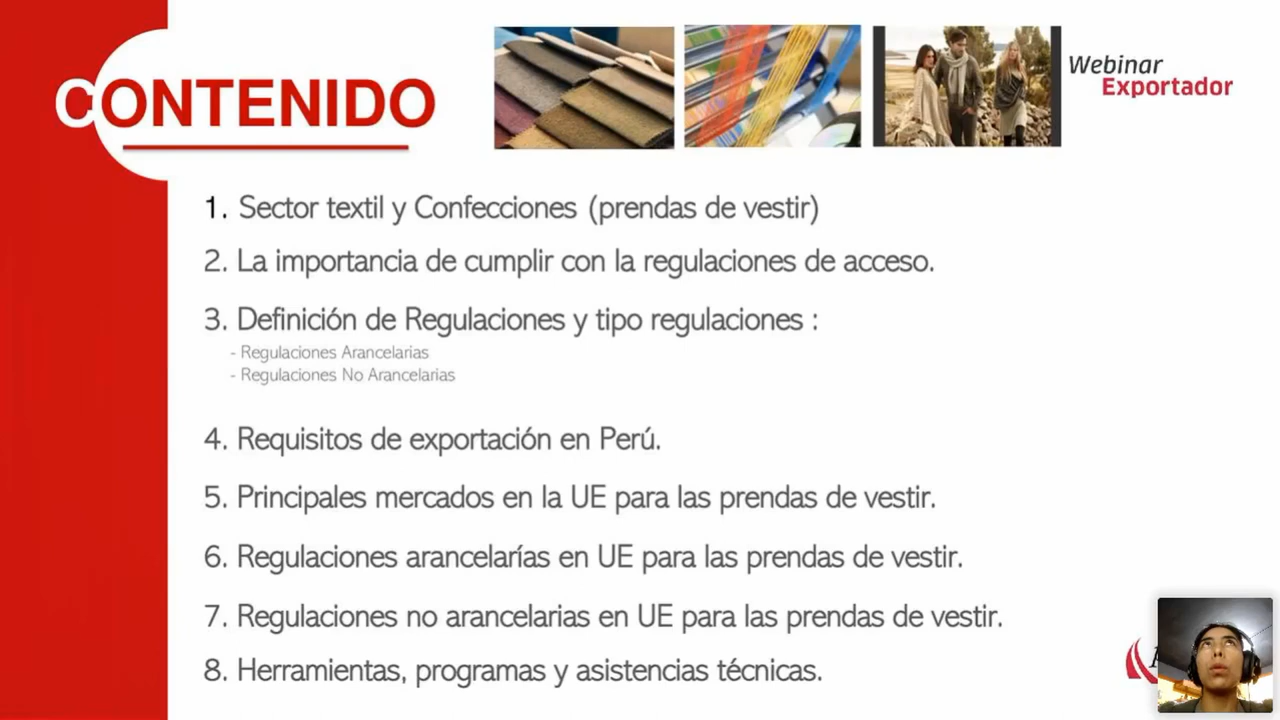 CONTENIDO
Webinar
Exportador
1. Sector textil y Confecciones (prendas de vestir)
2. La importancia de cumplir con la regulaciones de acceso.
3. Definición de Regulaciones y tipo regulaciones :
- Regulaciones Arancelarias
- Regulaciones No Arancelarias
4. Requisitos de exportación en Perú.
5. Principales mercados en la UE para las prendas de vestir.
6. Regulaciones arancelarías en UE para las prendas de vestir.
7. Regulaciones no arancelarias en UE para las prendas de vestir.
8. Herramientas, programas y asistencias técnicas.